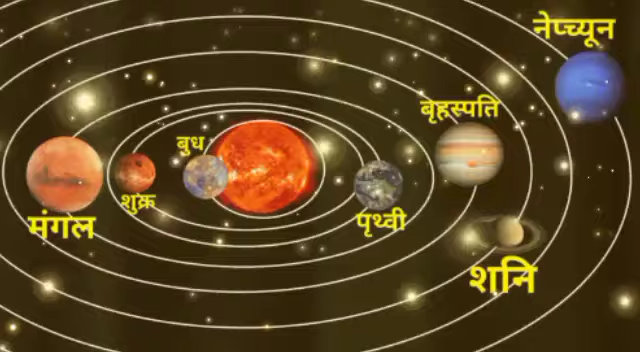 नेप्च्यून
बृहस्पति
बुध
शुक्र
पृथ्वी
मंगल
शनि